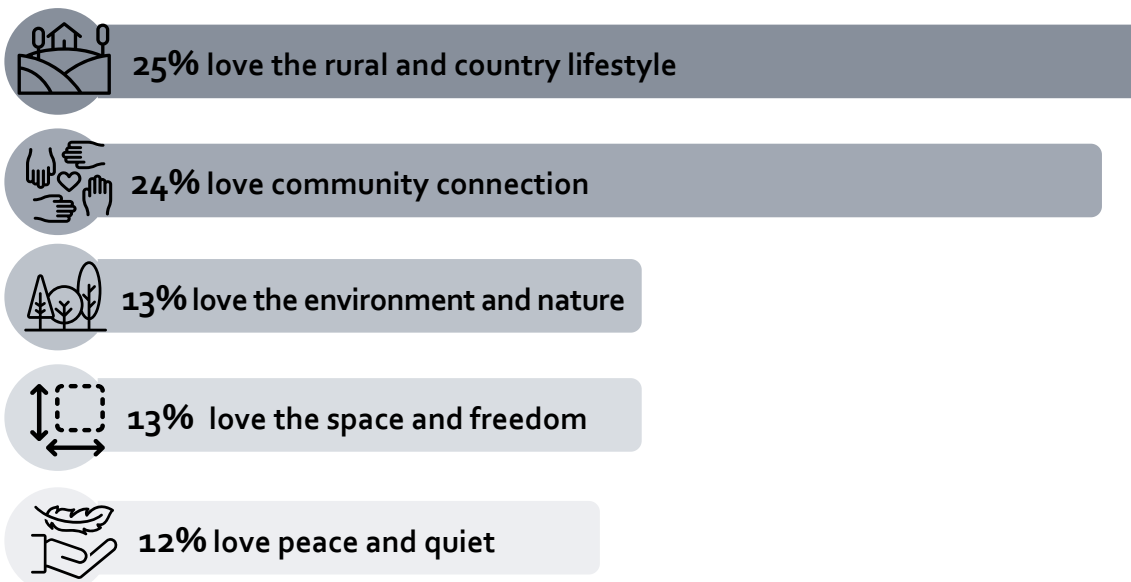 25% love the rural and country lifestyle
24% love community connection
13% love the environment and nature
13% love the space and freedom
12% love peace and quiet